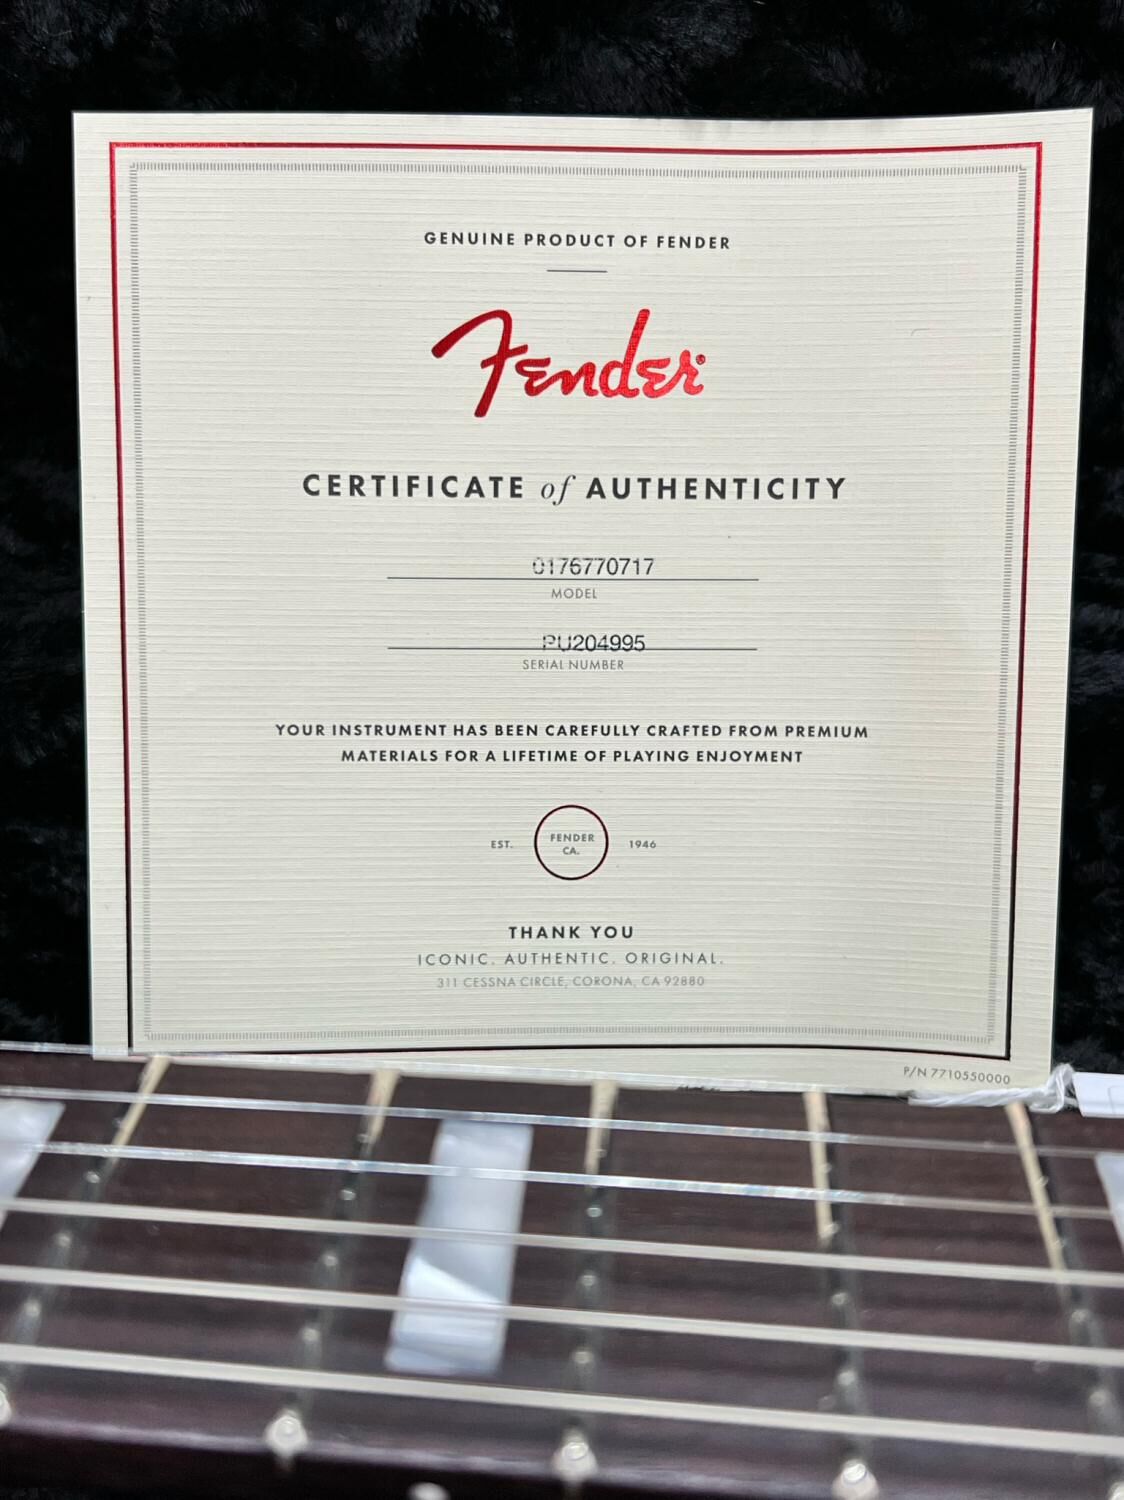 GENUINE PRODUCT OF FENDER
Fender®
CERTIFICATE of AUTHENTICITY
0176770717
MODEL
PU204995
SERIAL NUMBER
YOUR INSTRUMENT HAS BEEN CAREFULLY CRAFTED FROM PREMIUM
MATERIALS FOR A LIFETIME OF PLAYING ENJOYMENT
EST. FENDER CA. 1946
THANK YOU
ICONIC. AUTHENTIC. ORIGINAL.
311 CESSNA CIRCLE, CORONA, CA 92880
P/N 7710550000